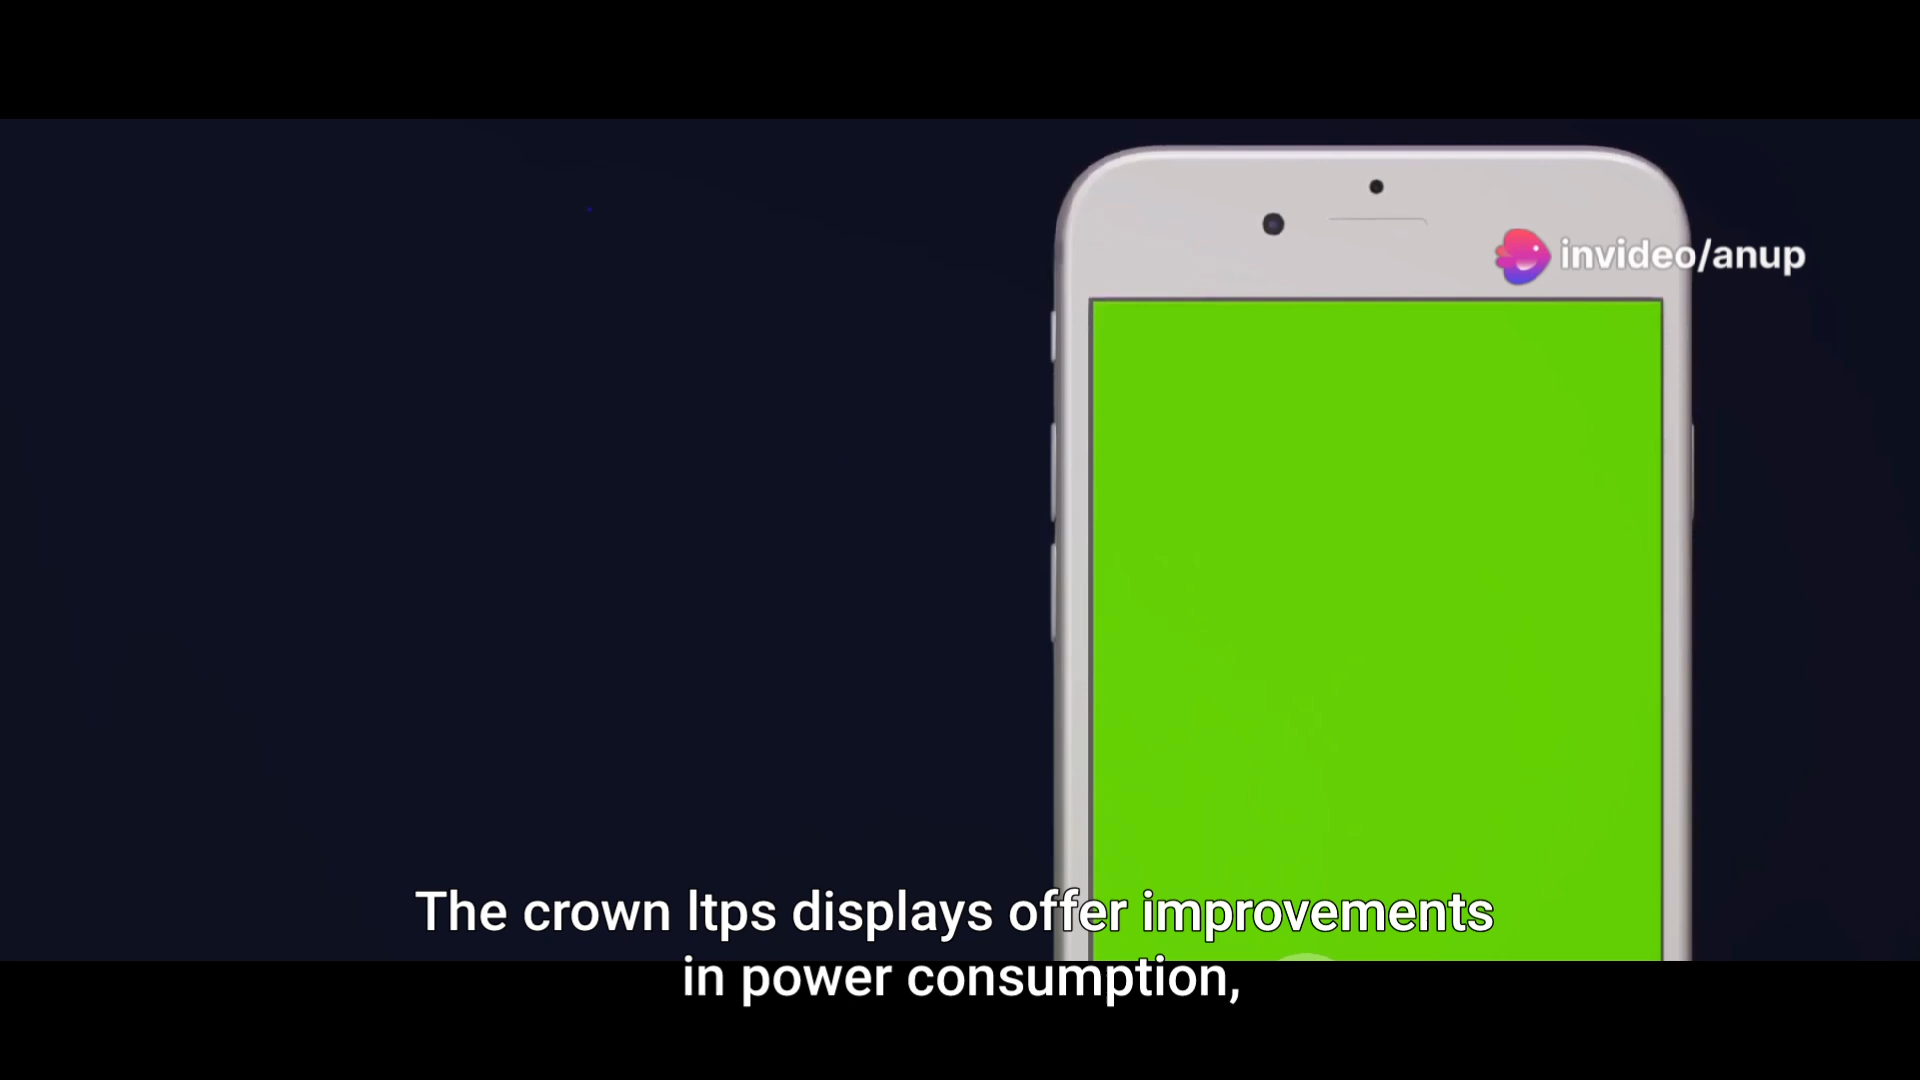 invideo/anup
The crown ltps displays offer improvements
in power consumption,